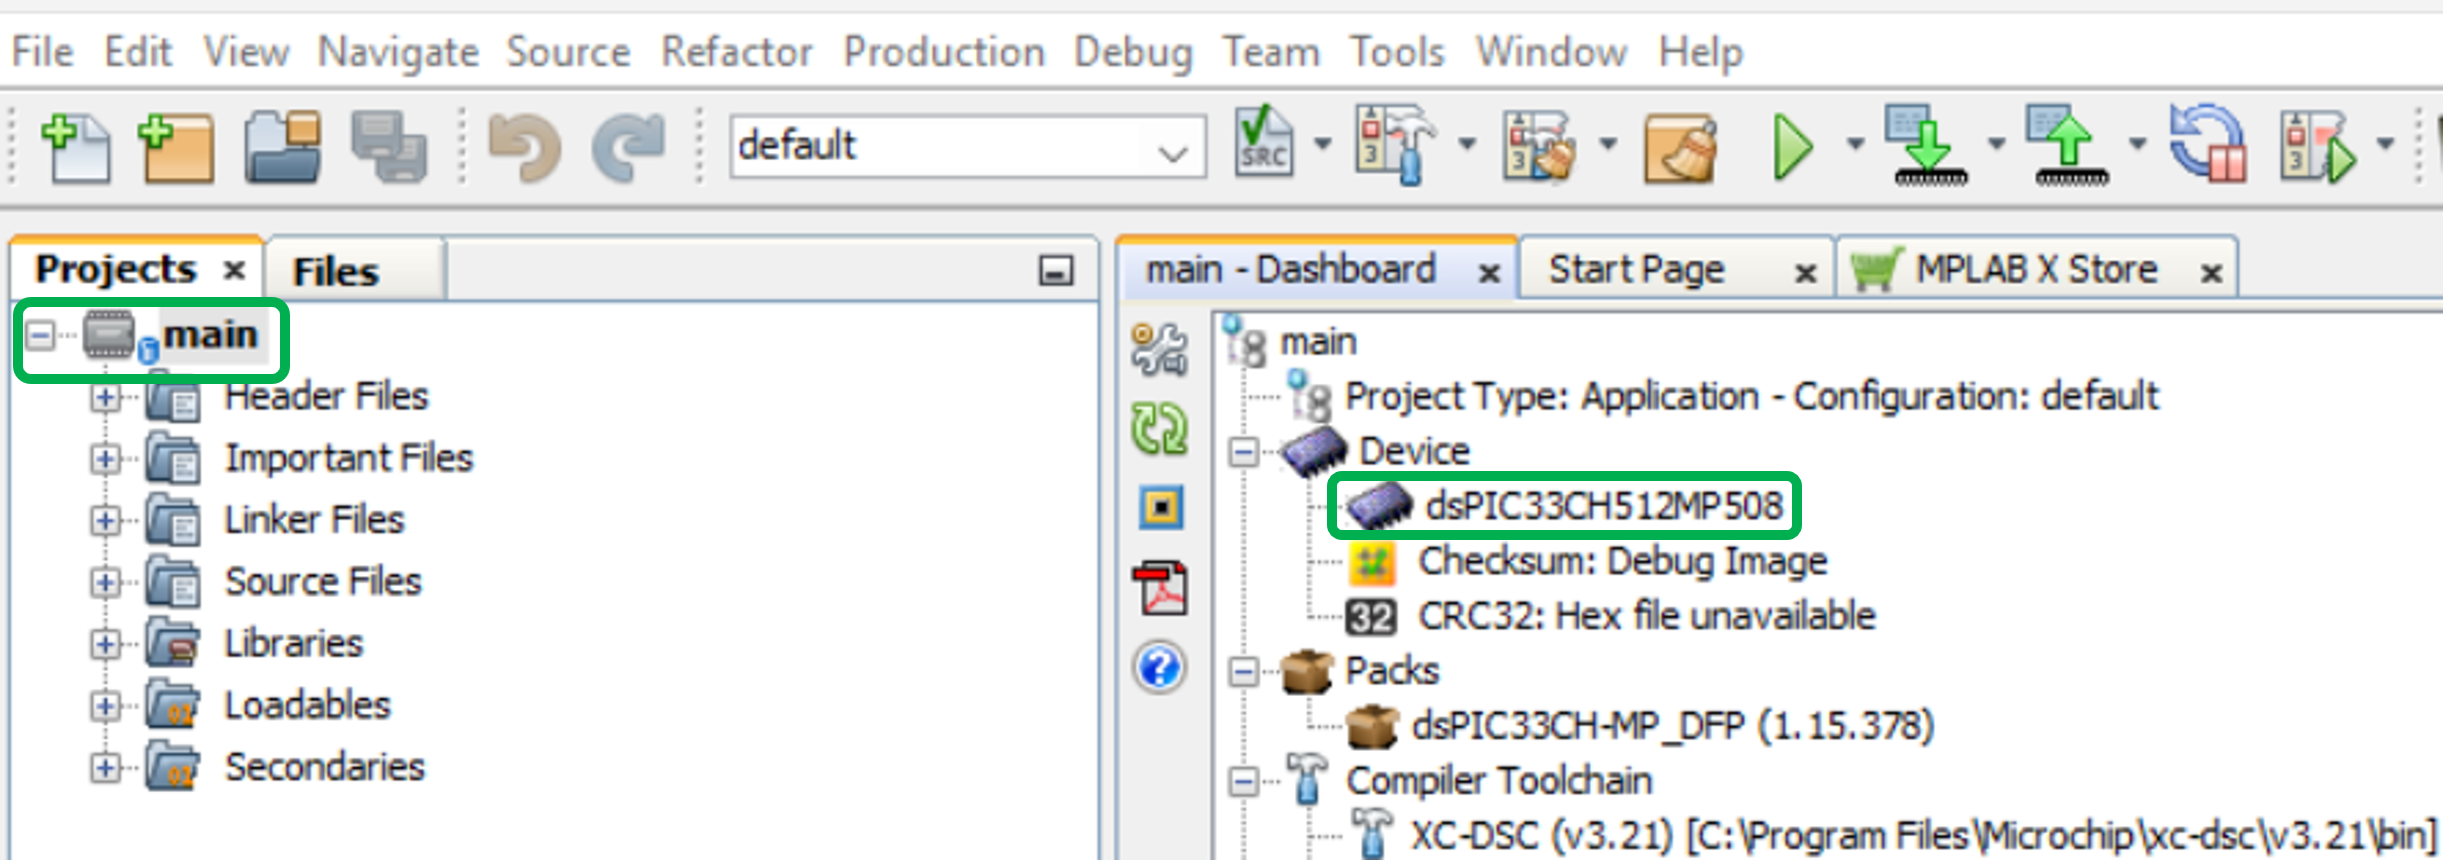 File Edit View Navigate Source Refactor Production Debug Team Tools Window Help
default
SRC
3
3
3
Projects
Files
main - Dashboard
Start Page
MPLAB X Store
main
Header Files
Important Files
Linker Files
Source Files
Libraries
Loadables
Secondaries
main
Project Type: Application - Configuration: default
Device
dsPIC33CH512MP508
Checksum: Debug Image
32 CRC32: Hex file unavailable
Packs
dsPIC33CH-MP_DFP (1.15.378)
Compiler Toolchain
XC-DSC (v3.21) [C:\Program Files\Microchip\xc-dsc\v3.21\bin]